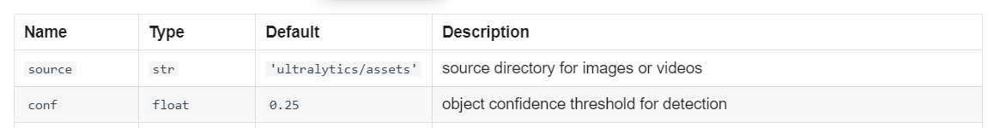 Name Type Default Description
source str 'ultralytics/assets' source directory for images or videos
conf float 0.25 object confidence threshold for detection